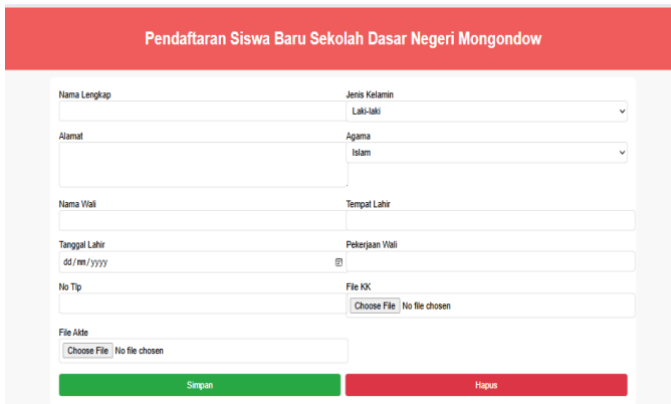 Pendaftaran Siswa Baru Sekolah Dasar Negeri Mongondow
Nama Lengkap
Jenis Kelamin
Laki-laki
Alamat
Agama
Islam
Nama Wali
Tempat Lahir
Tanggal Lahir
dd/mm/yyyy
Pekerjaan Wali
No Tlp
File KK
Choose File No file chosen
File Akte
Choose File No file chosen
Simpan
Hapus